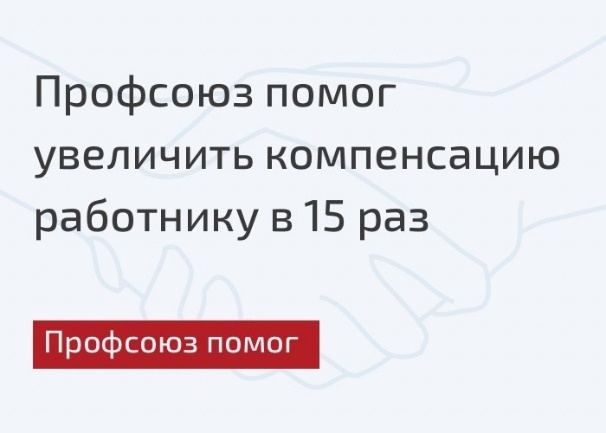 Профсоюз помог
увеличить компенсацию
работнику в 15 раз
Профсоюз помог